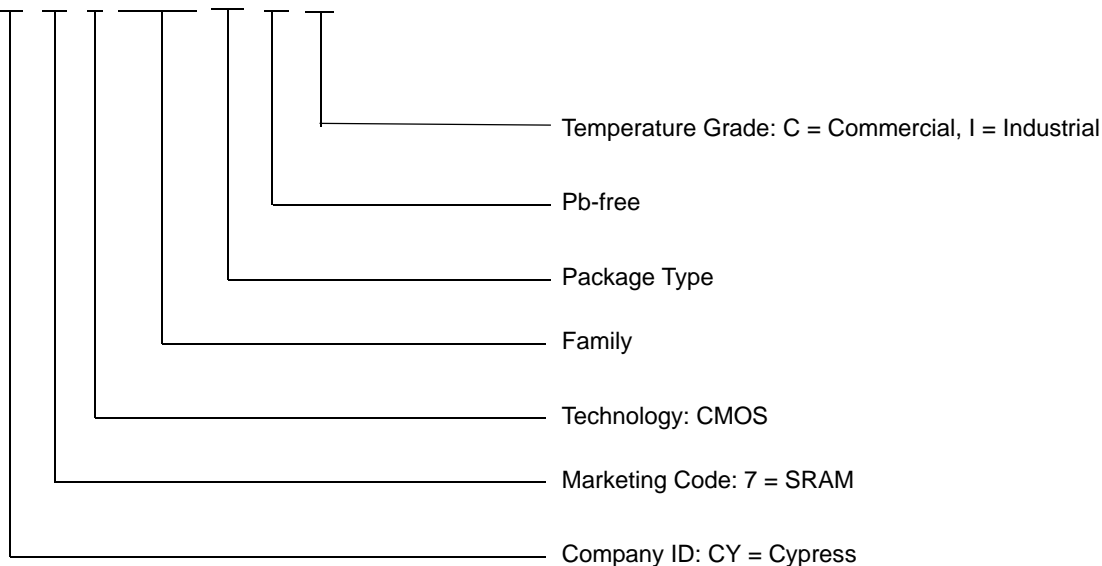 Temperature Grade: C = Commercial, I = Industrial
Pb-free
Package Type
Family
Technology: CMOS
Marketing Code: 7 = SRAM
Company ID: CY = Cypress